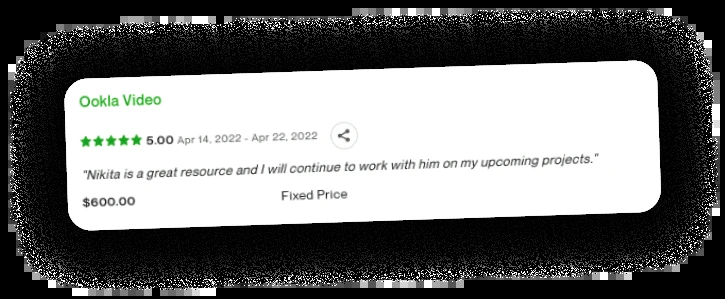 Ookla Video
5.00 Apr 14, 2022 - Apr 22, 2022
"Nikita is a great resource and I will continue to work with him on my upcoming projects."
$600.00 Fixed Price